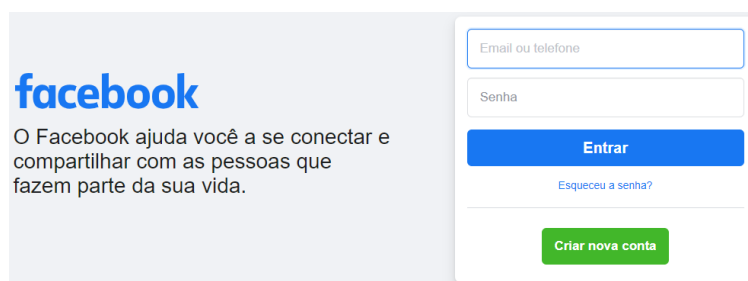 facebook
O Facebook ajuda você a se conectar e
compartilhar com as pessoas que
fazem parte da sua vida.
Email ou telefone
Senha
Entrar
Esqueceu a senha?
Criar nova conta